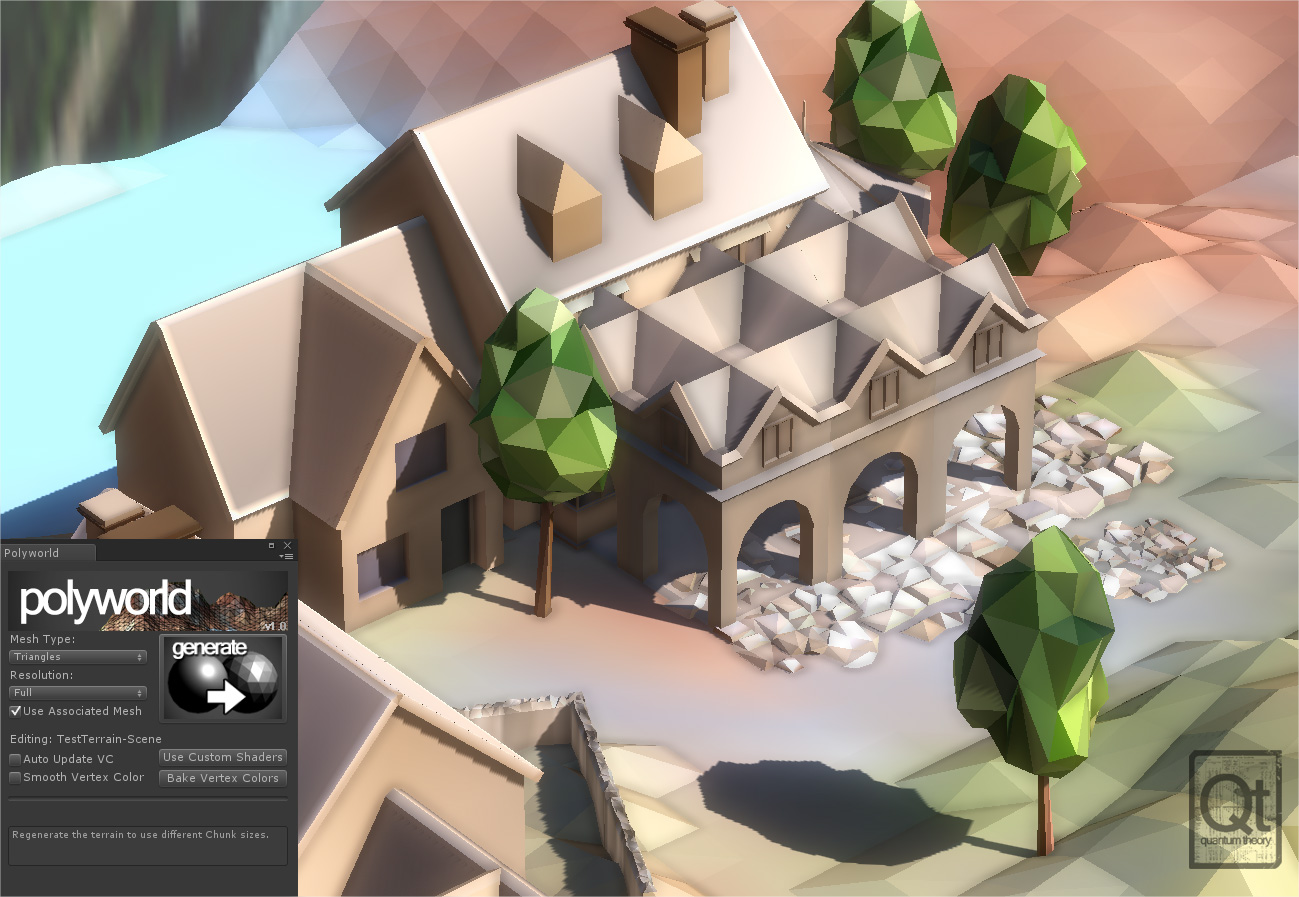 Polyworld
polyworld
v1.0
Mesh Type:
Triangles
generate
Resolution:
Full
Use Associated Mesh
Editing: TestTerrain-Scene
Auto Update VC
Use Custom Shaders
Smooth Vertex Color
Bake Vertex Colors
Regenerate the terrain to use different Chunk sizes.
Qt
quantum theory